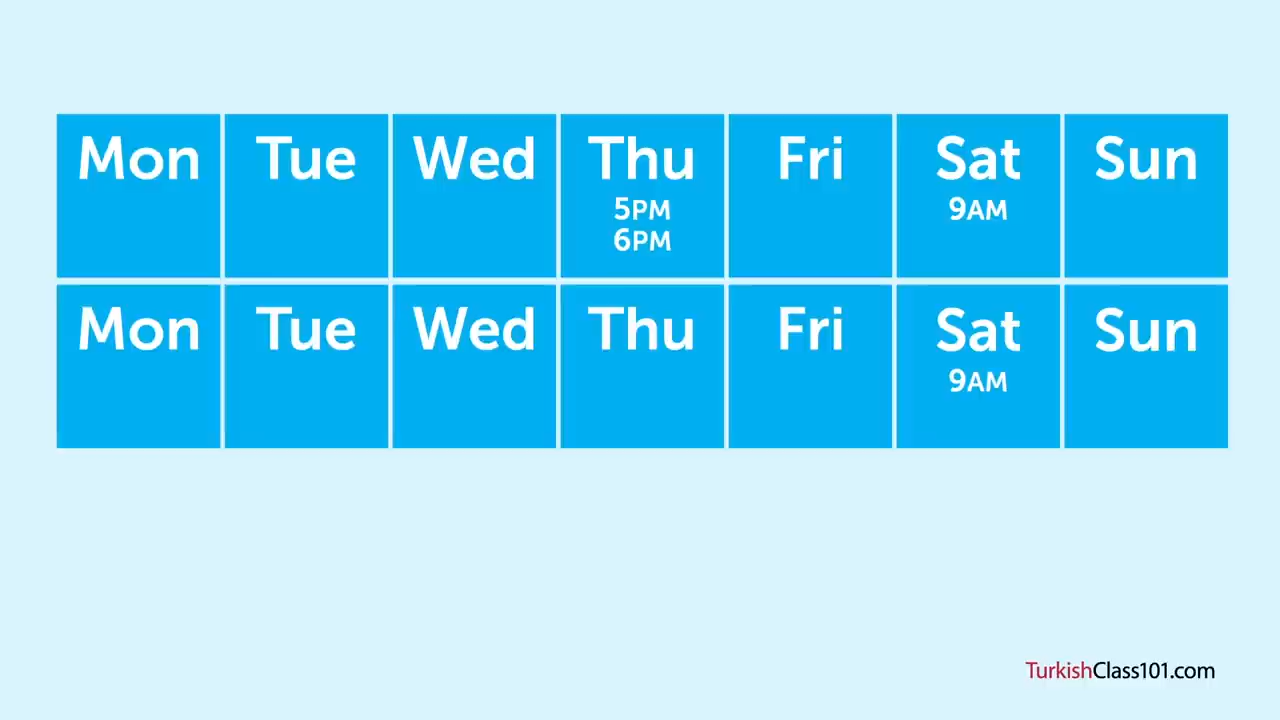 Mon Tue Wed Thu Fri Sat Sun
5PM 9AM
6PM
Mon Tue Wed Thu Fri Sat Sun
9AM
TurkishClass101.com